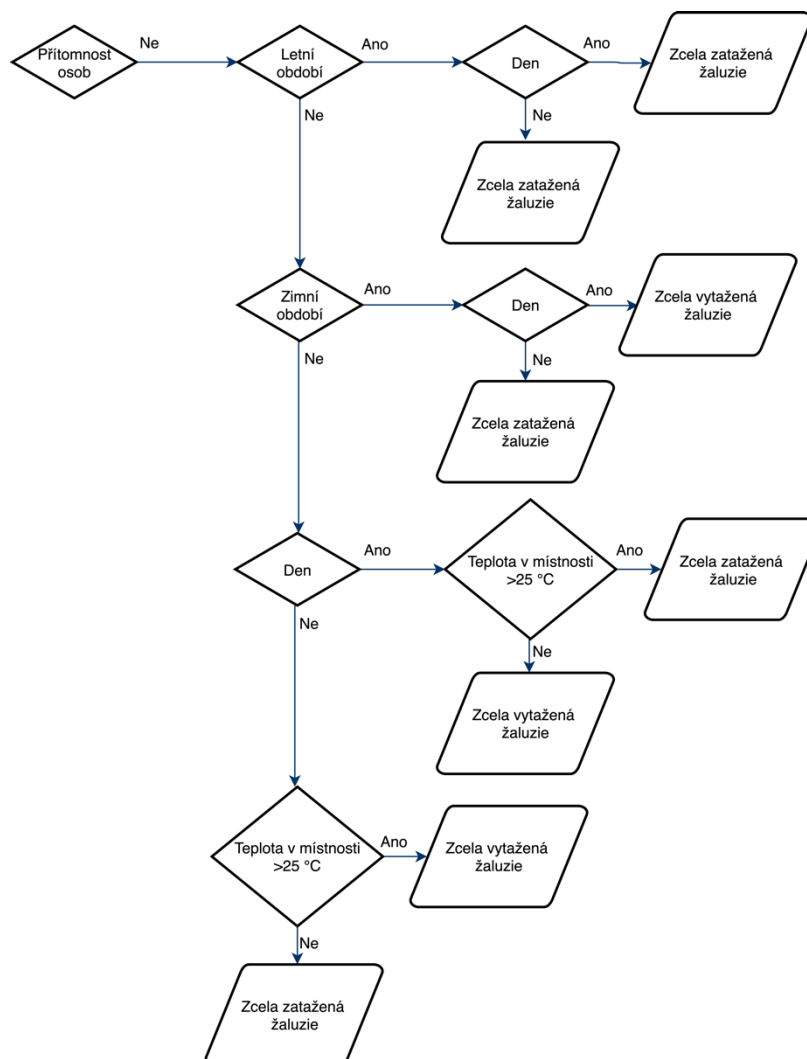 Přítomnost
osob
Ne
Letní
období
Ano
Den
Ano
Zcela zatažená
žaluzie
Ne
Ne
Zcela zatažená
žaluzie
Zimní
období
Ano
Den
Ano
Zcela vytažená
žaluzie
Ne
Ne
Zcela zatažená
žaluzie
Den
Ano
Teplota v místnosti
>25 °C
Ano
Zcela zatažená
žaluzie
Ne
Ne
Zcela vytažená
žaluzie
Teplota v místnosti
>25 °C
Ano
Zcela vytažená
žaluzie
Ne
Zcela zatažená
žaluzie